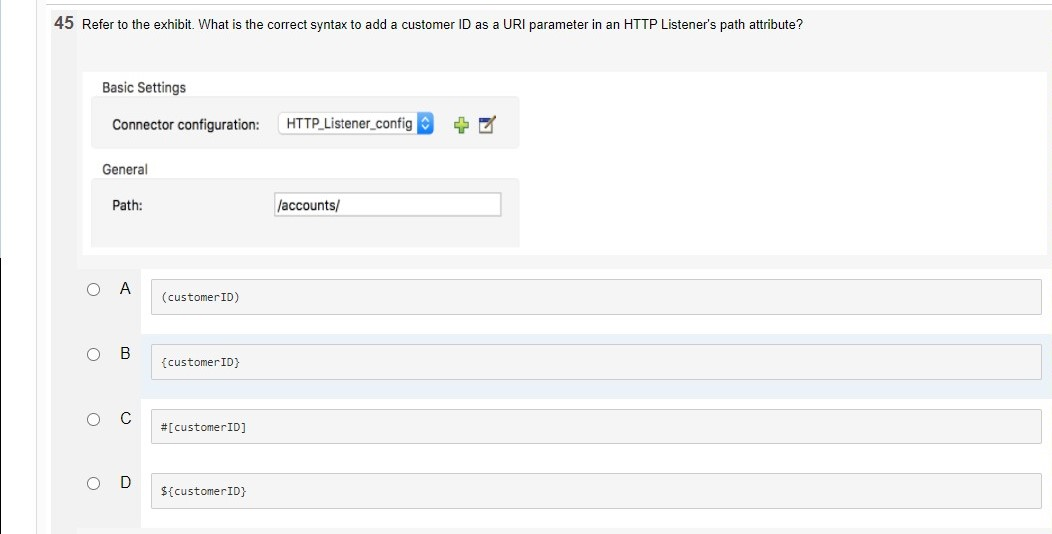 45 Refer to the exhibit. What is the correct syntax to add a customer ID as a URI parameter in an HTTP Listener's path attribute?
Basic Settings
Connector configuration: HTTP_Listener_config
General
Path: /accounts/
A (customerID)
B {customerID}
C #[customerID]
D ${customerID}